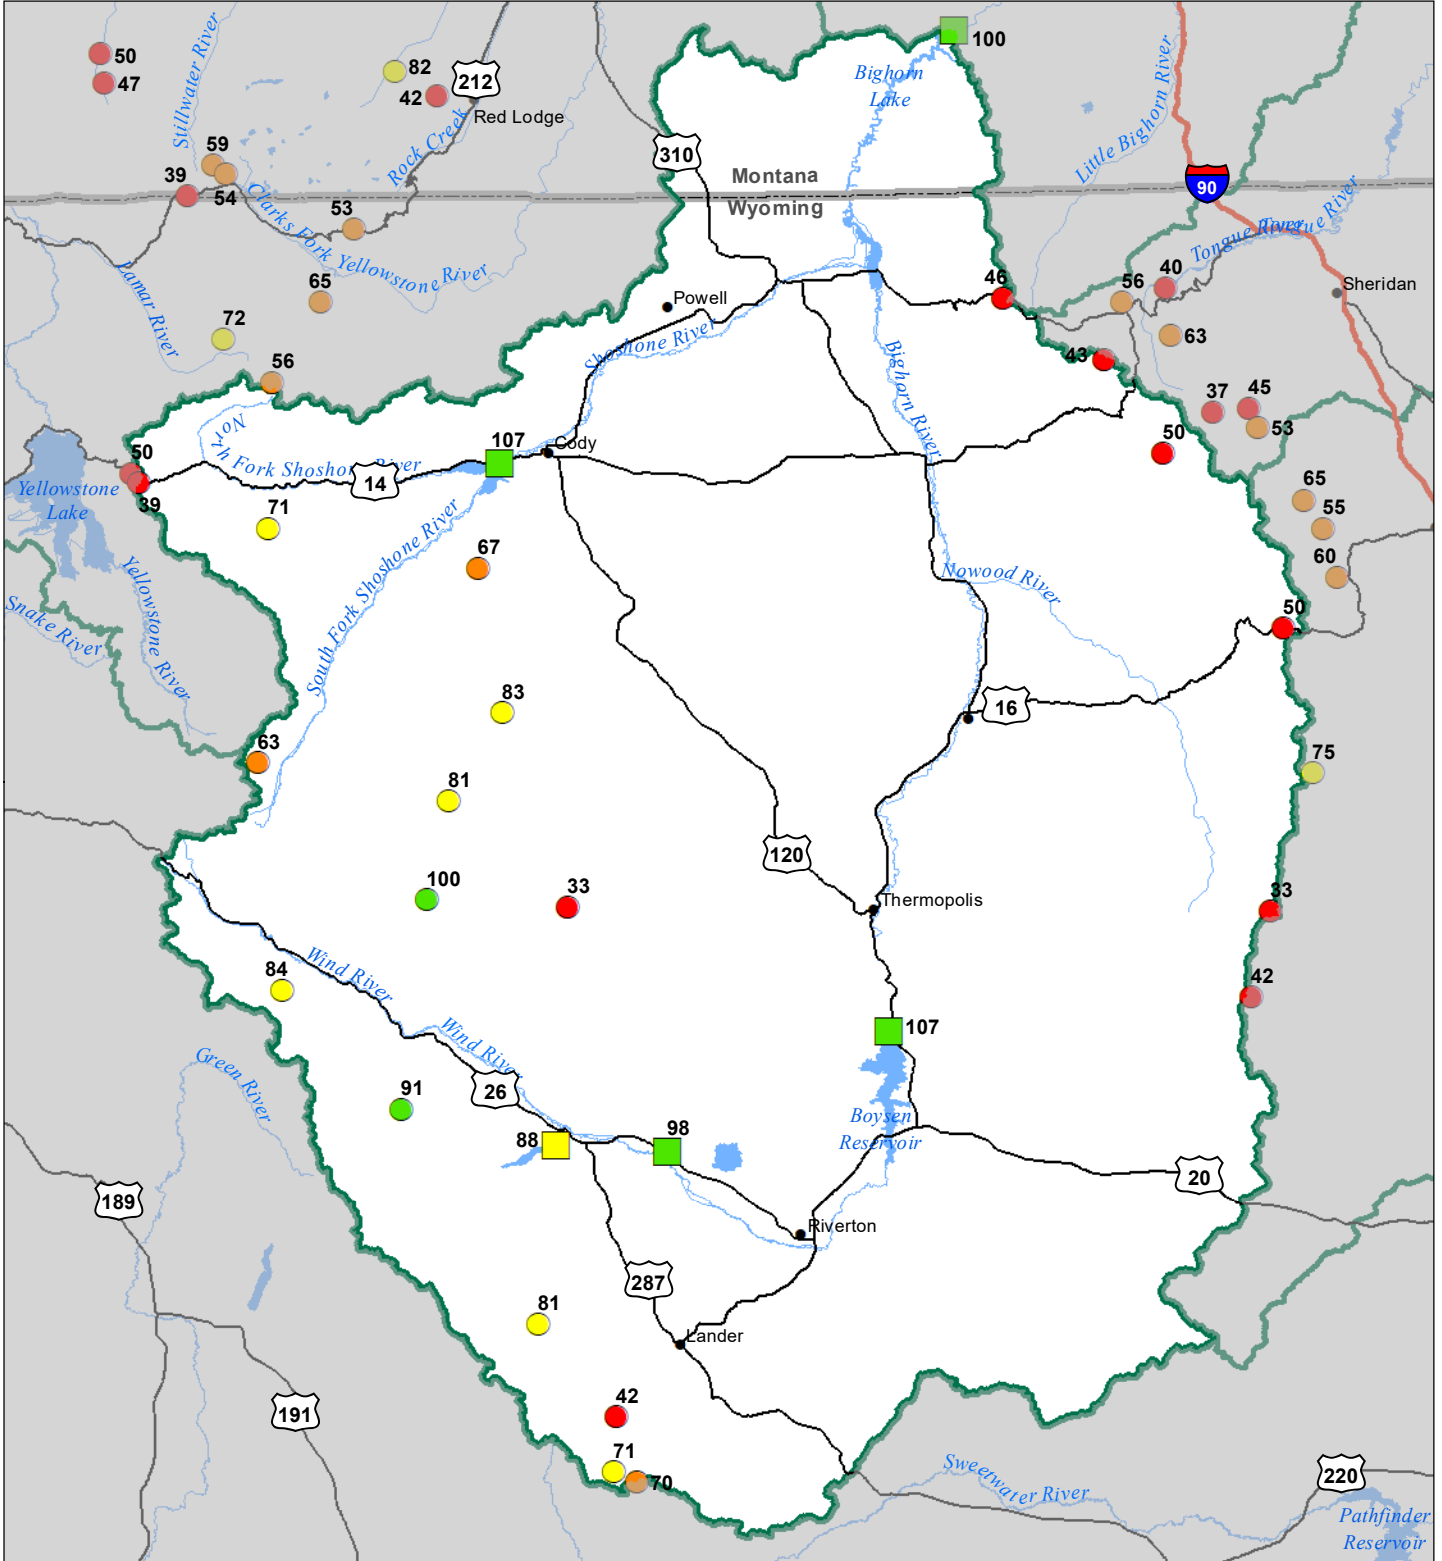 50
47
Stillwater River
82
42
212
Red Lodge
Rock Creek
100
Bighorn
Lake
Little Bighorn River
310
Montana
Wyoming
90
59
39
54
53
Clarks Fork Yellowstone River
65
Lamar River
72
56
Tongue River
Tongue River
46
56
40
63
Sheridan
Powell
Shoshone River
Bighorn River
43
37
45
53
50
North Fork Shoshone River
14
107
Cody
50
39
Yellowstone
Lake
71
67
South Fork Shoshone River
Yellowstone River
Snake River
65
55
60
50
Nowood River
83
16
63
81
75
120
100
33
Thermopolis
33
84
Wind River
42
Wind River
107
Green River
91
26
88
98
Boysen
Reservoir
20
189
Riverton
287
81
Lander
191
42
71
70
Sweetwater River
220
Pathfinder
Reservoir